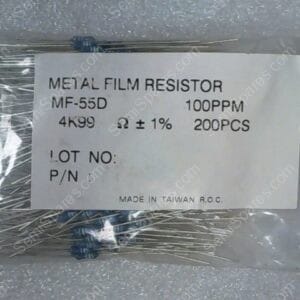 METAL FILM RESISTOR
MF-55D 100PPM
4K99 Ω ± 1% 200PCS
LOT NO:
P/N :
MADE IN TAIWAN R.O.C.